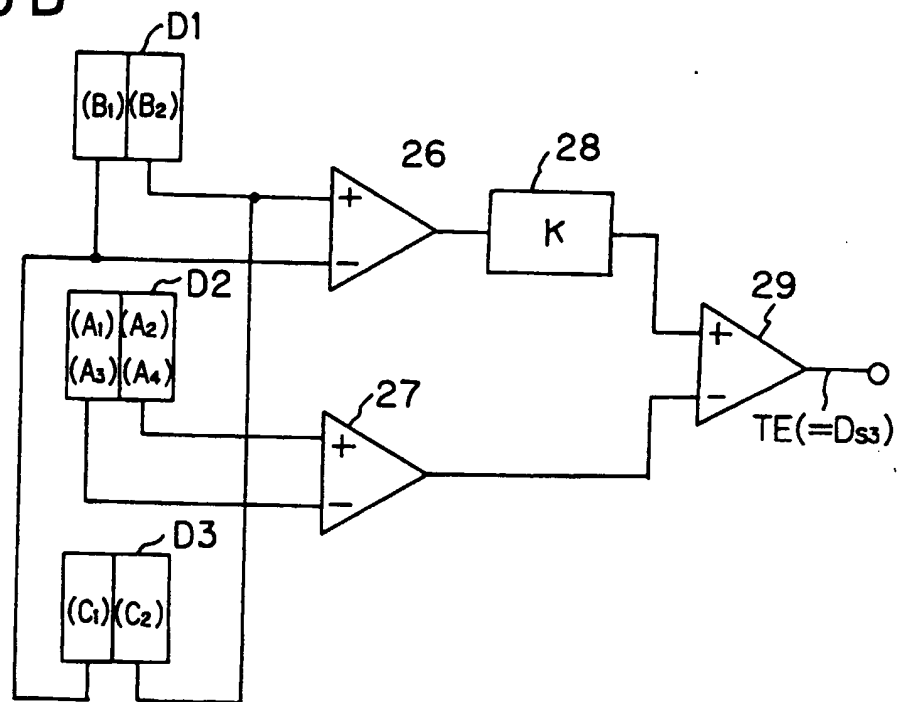 D1
(B1) (B2)
26
+
−
28
K
D2
(A1) (A2)
(A3) (A4)
27
+
−
29
+
−
TE(=DS3)
D3
(C1) (C2)